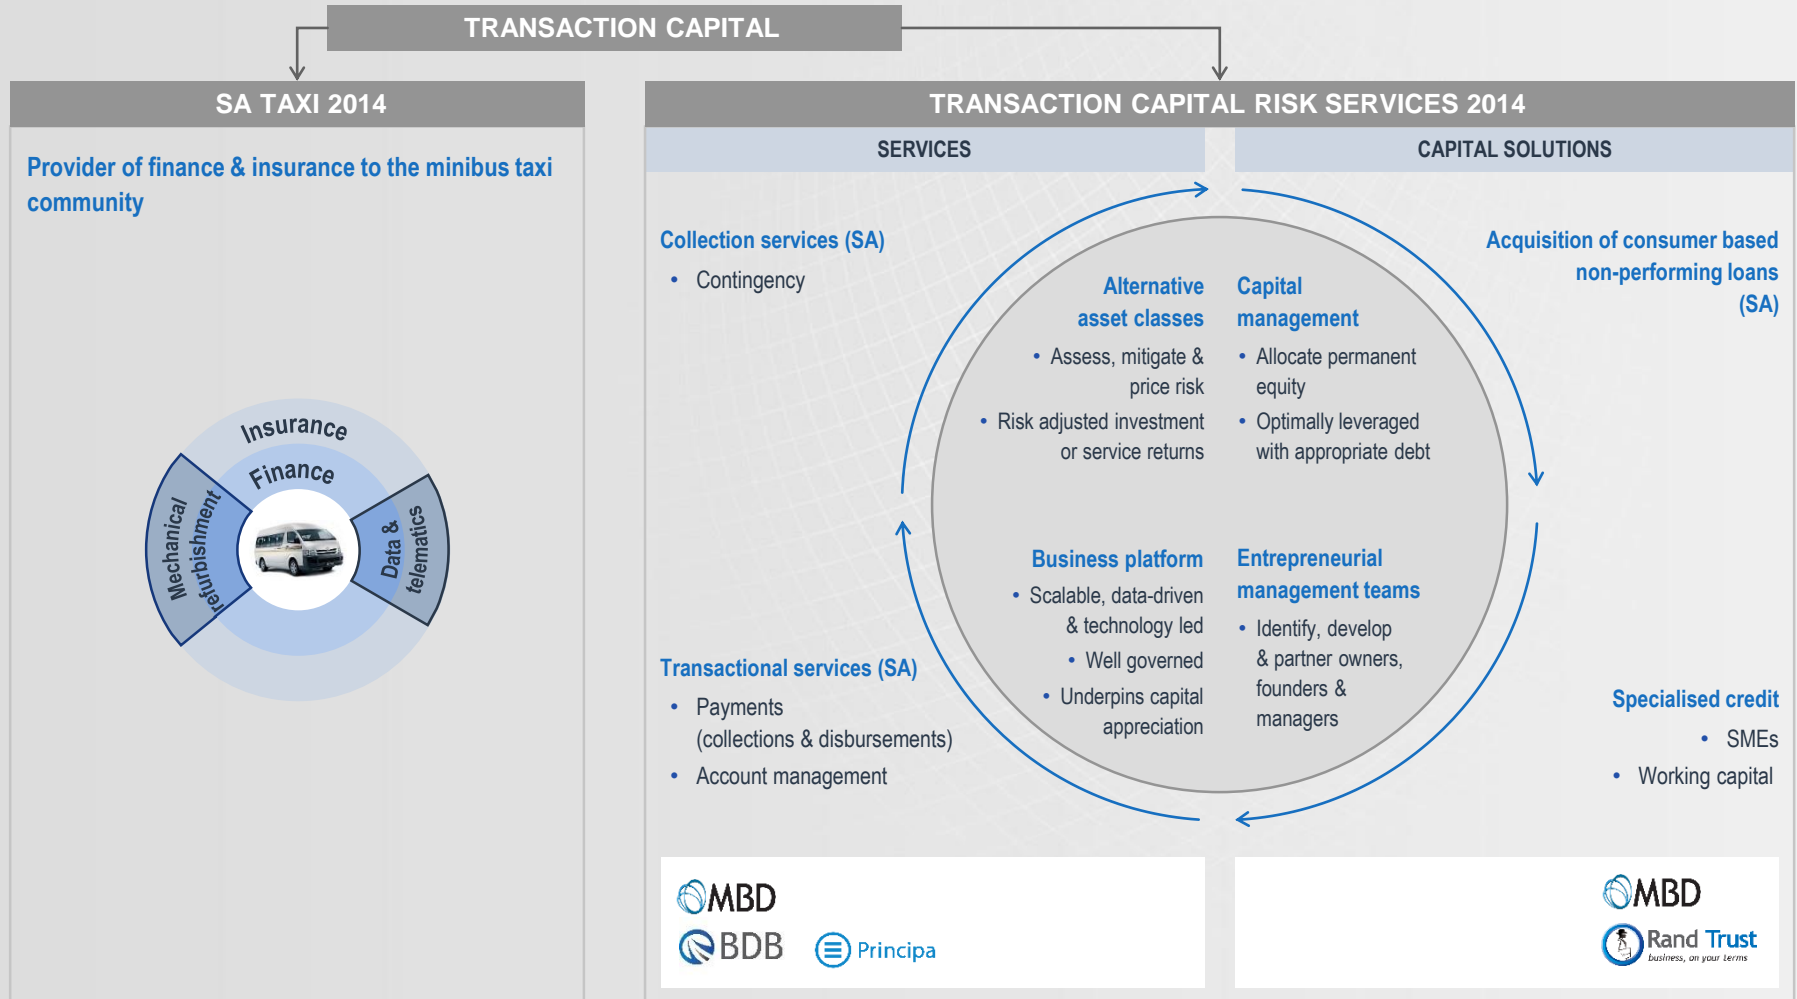 TRANSACTION CAPITAL
SA TAXI 2014
Provider of finance & insurance to the minibus taxi
community
Insurance
Finance
Mechanical
refurbishment
Data &
telematics
TRANSACTION CAPITAL RISK SERVICES 2014
SERVICES
CAPITAL SOLUTIONS
Collection services (SA)
• Contingency
Acquisition of consumer based
non-performing loans
(SA)
Alternative
asset classes
• Assess, mitigate &
price risk
• Risk adjusted investment
or service returns
Capital
management
• Allocate permanent
equity
• Optimally leveraged
with appropriate debt
Business platform
• Scalable, data-driven
& technology led
• Well governed
• Underpins capital
appreciation
Entrepreneurial
management teams
• Identify, develop
& partner owners,
founders &
managers
Transactional services (SA)
• Payments
(collections & disbursements)
• Account management
Specialised credit
• SMEs
• Working capital
MBD
BDB
Principa
MBD
Rand Trust
business, on your terms